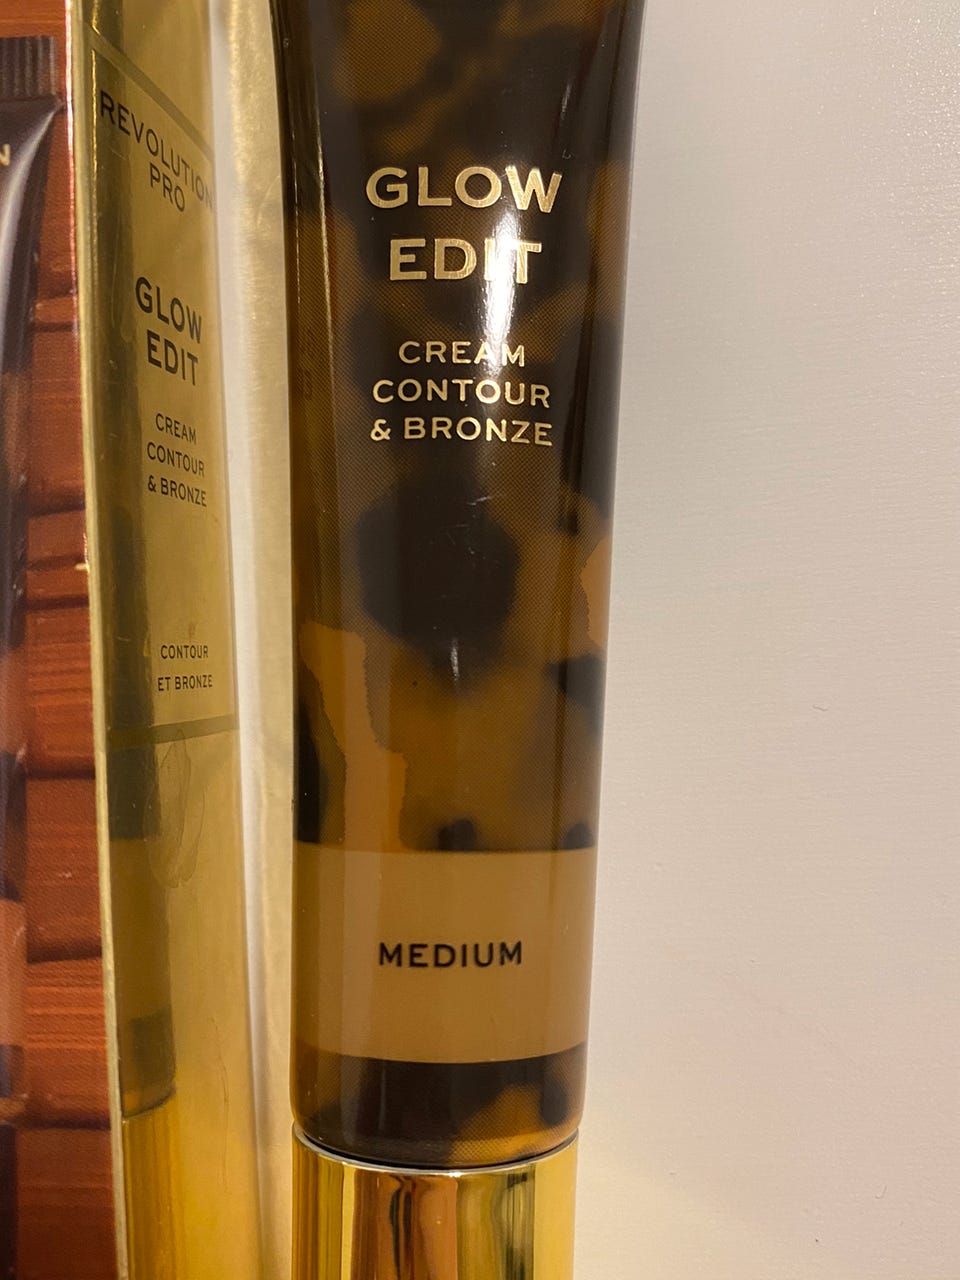 REVOLUTION
PRO
GLOW
EDIT
CREAM
CONTOUR
& BRONZE
CONTOUR
ET BRONZE
GLOW
EDIT
CREAM
CONTOUR
& BRONZE
MEDIUM